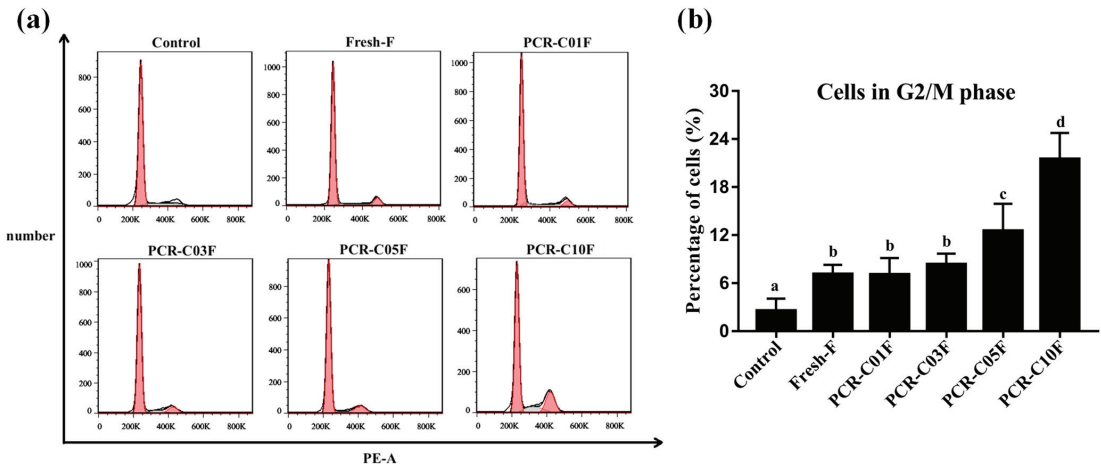 (a)
(b)
Control
Fresh-F
PCR-C01F
800
600
400
200
0
0 200K 400K 600K 800K
1000
800
600
400
200
0
0 200K 400K 600K 800K
1000
800
600
400
200
0
0 200K 400K 600K 800K
number
PCR-C03F
PCR-C05F
PCR-C10F
1000
800
600
400
200
0
0 200K 400K 600K 800K
800
600
400
200
0
0 200K 400K 600K 800K
600
400
200
0
0 200K 400K 600K 800K
PE-A
Cells in G2/M phase
Percentage of cells (%)
30
24
18
12
6
0
a
b
b
b
c
d
Control
Fresh-F
PCR-C01F
PCR-C03F
PCR-C05F
PCR-C10F